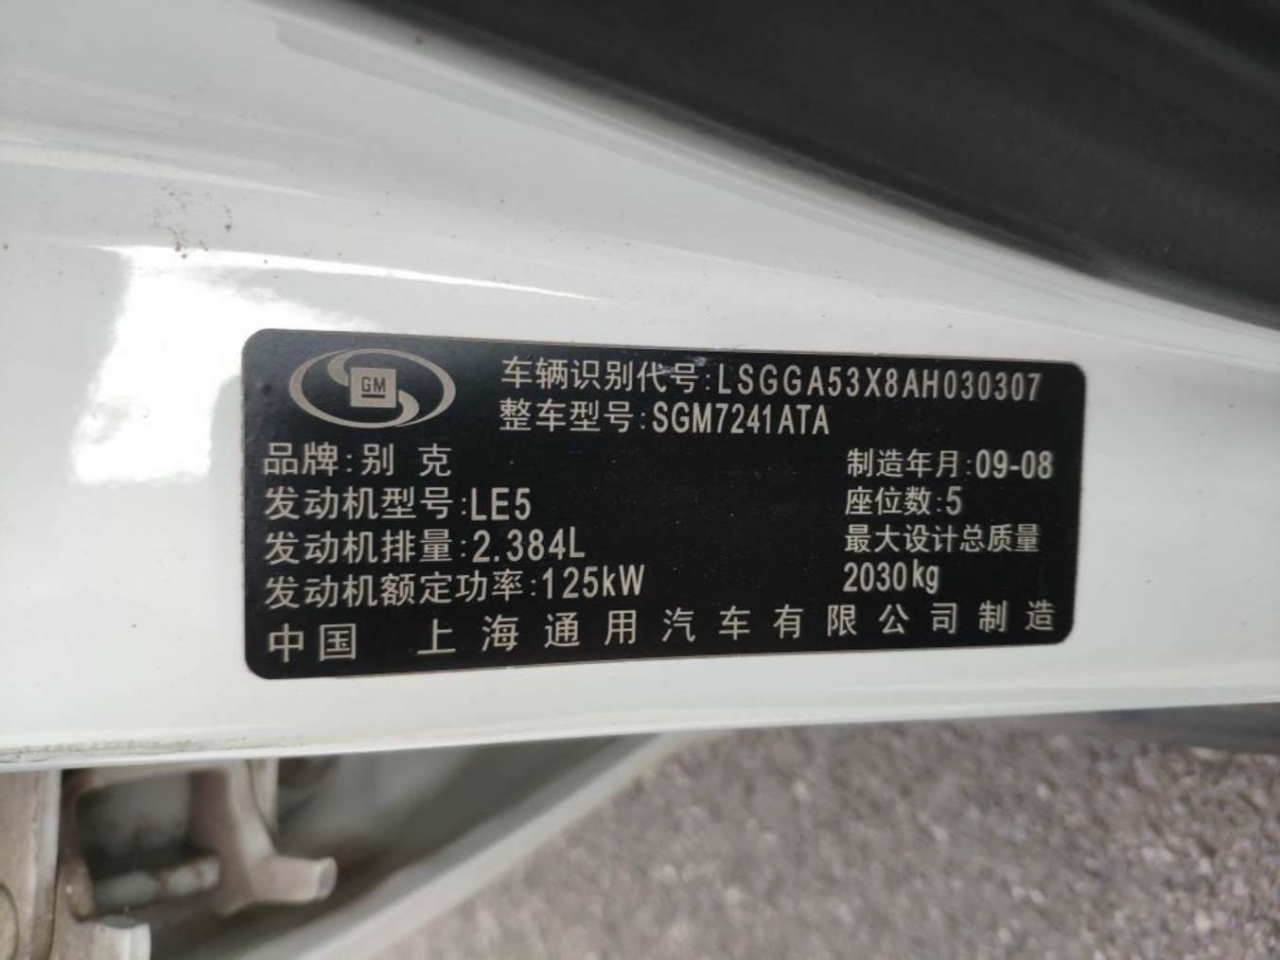 GM
车辆识别代号:LSGGA53X8AH030307
整车型号:SGM7241ATA
品牌:别克
制造年月:09-08
发动机型号:LE5
座位数:5
发动机排量:2.384L
最大设计总质量
发动机额定功率:125kW
2030kg
中国 上海通用汽车有限公司制造